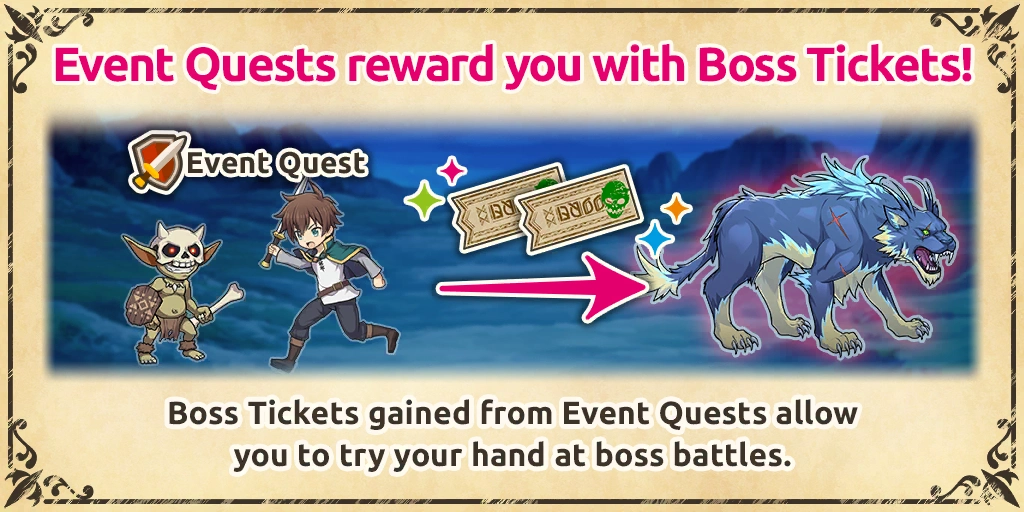 Event Quests reward you with Boss Tickets!
Event Quest
Boss Tickets gained from Event Quests allow
you to try your hand at boss battles.